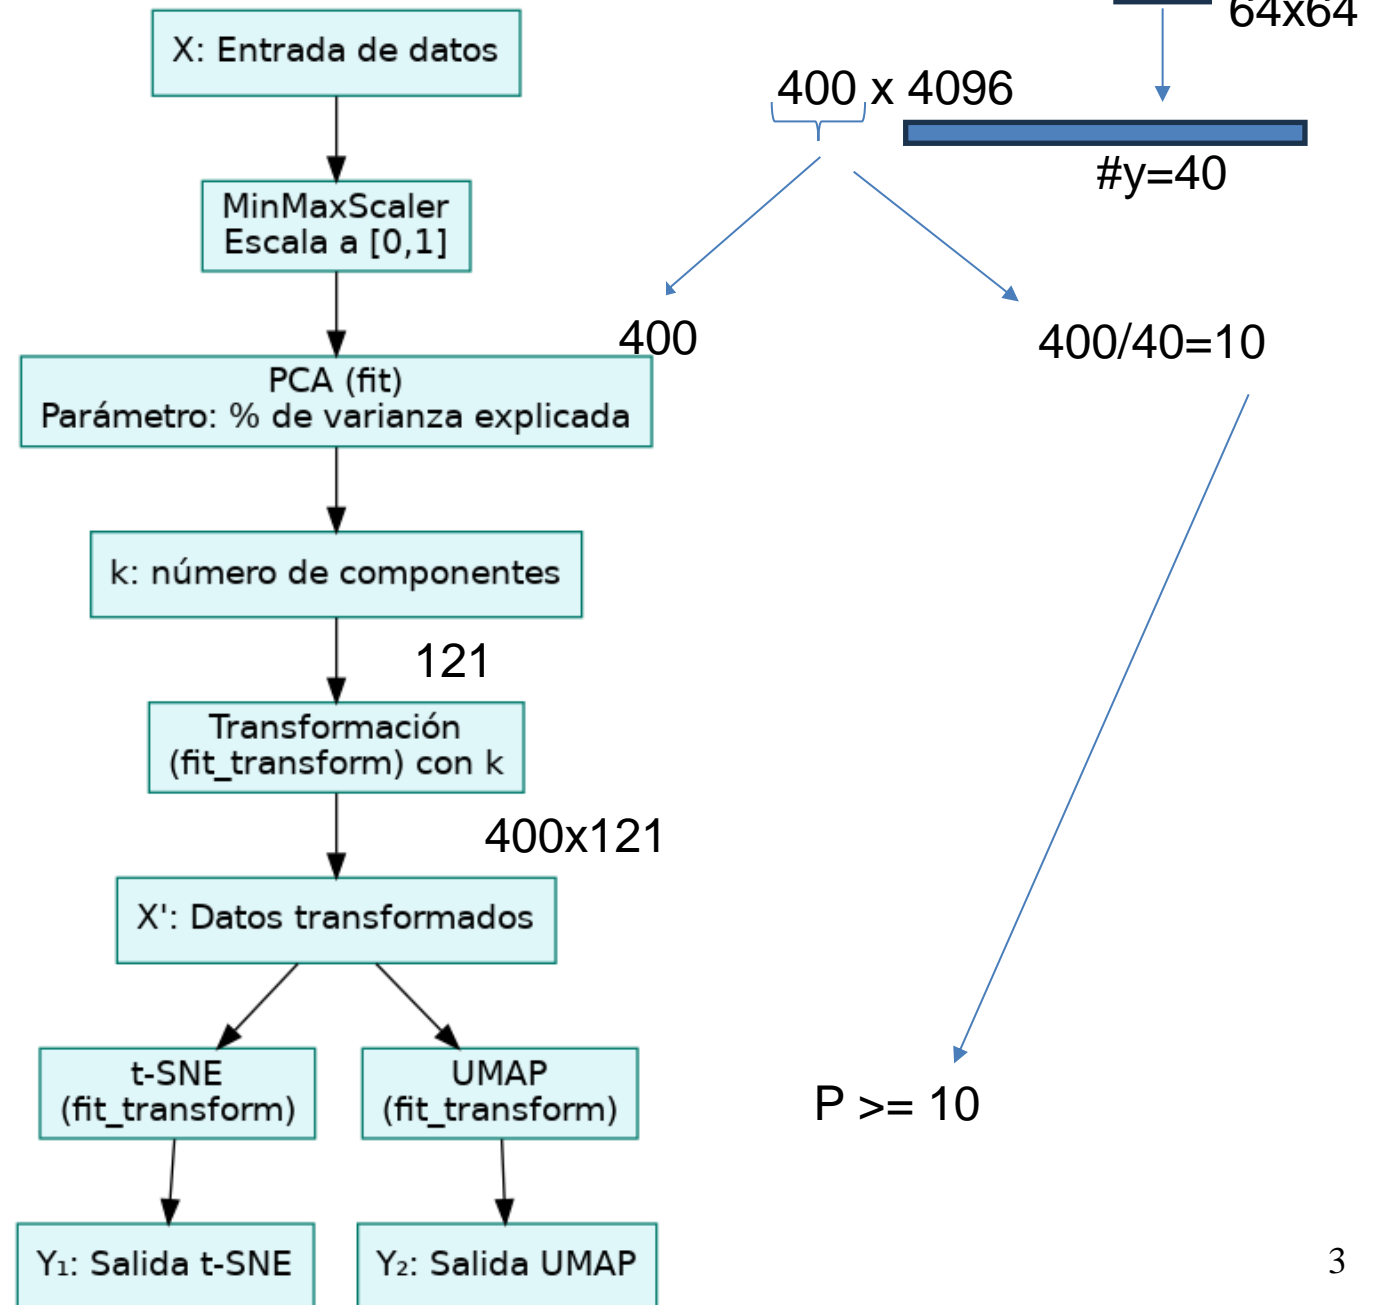 X: Entrada de datos
MinMaxScaler
Escala a [0,1]
PCA (fit)
Parámetro: % de varianza explicada
k: número de componentes
121
Transformación
(fit_transform) con k
400x121
X': Datos transformados
t-SNE
(fit_transform)
UMAP
(fit_transform)
Y₁: Salida t-SNE
Y₂: Salida UMAP
64x64
400 x 4096
#y=40
400
400/40=10
P >= 10
3